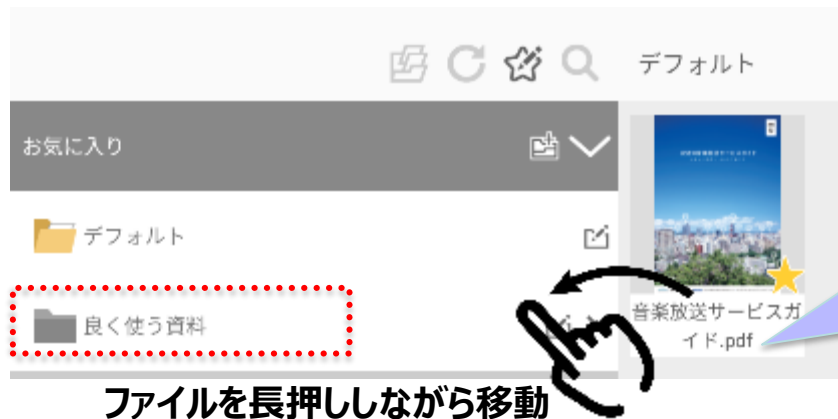 デフォルト
お気に入り
デフォルト
良く使う資料
音楽放送サービスガ
イド.pdf
ファイルを長押ししながら移動